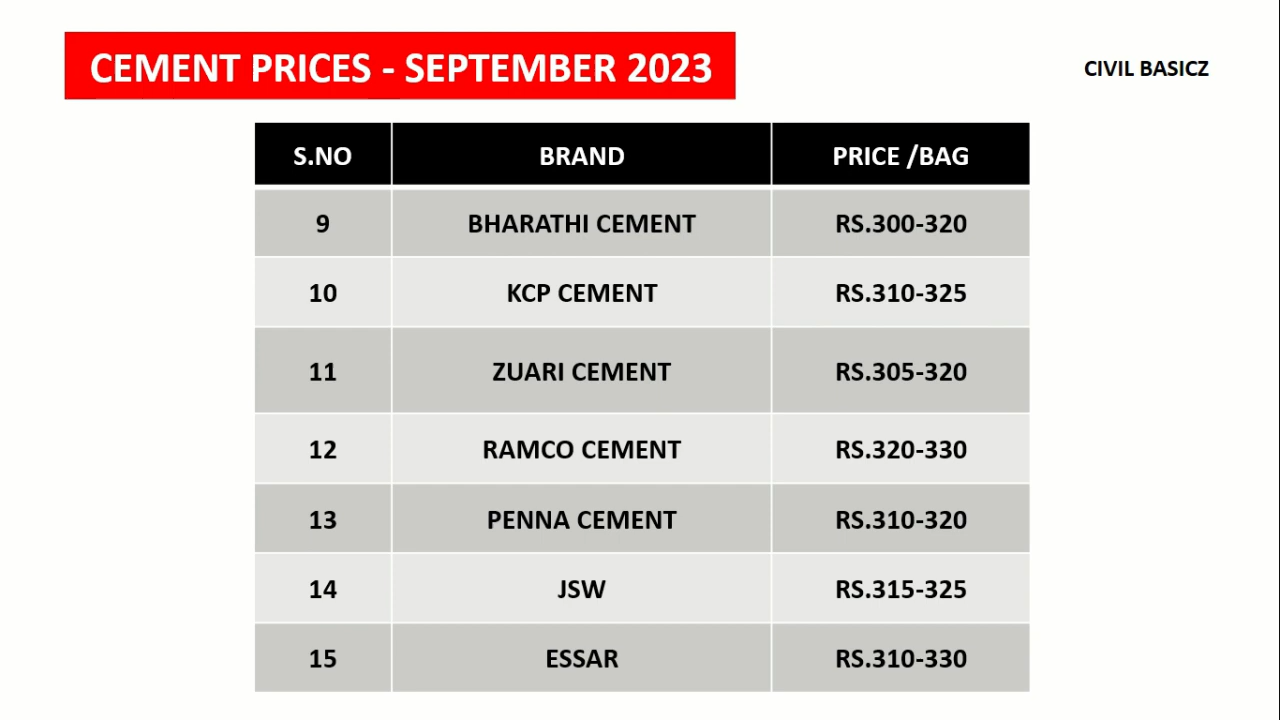 CEMENT PRICES - SEPTEMBER 2023
CIVIL BASICZ
S.NO BRAND PRICE /BAG
9 BHARATHI CEMENT RS.300-320
10 KCP CEMENT RS.310-325
11 ZUARI CEMENT RS.305-320
12 RAMCO CEMENT RS.320-330
13 PENNA CEMENT RS.310-320
14 JSW RS.315-325
15 ESSAR RS.310-330